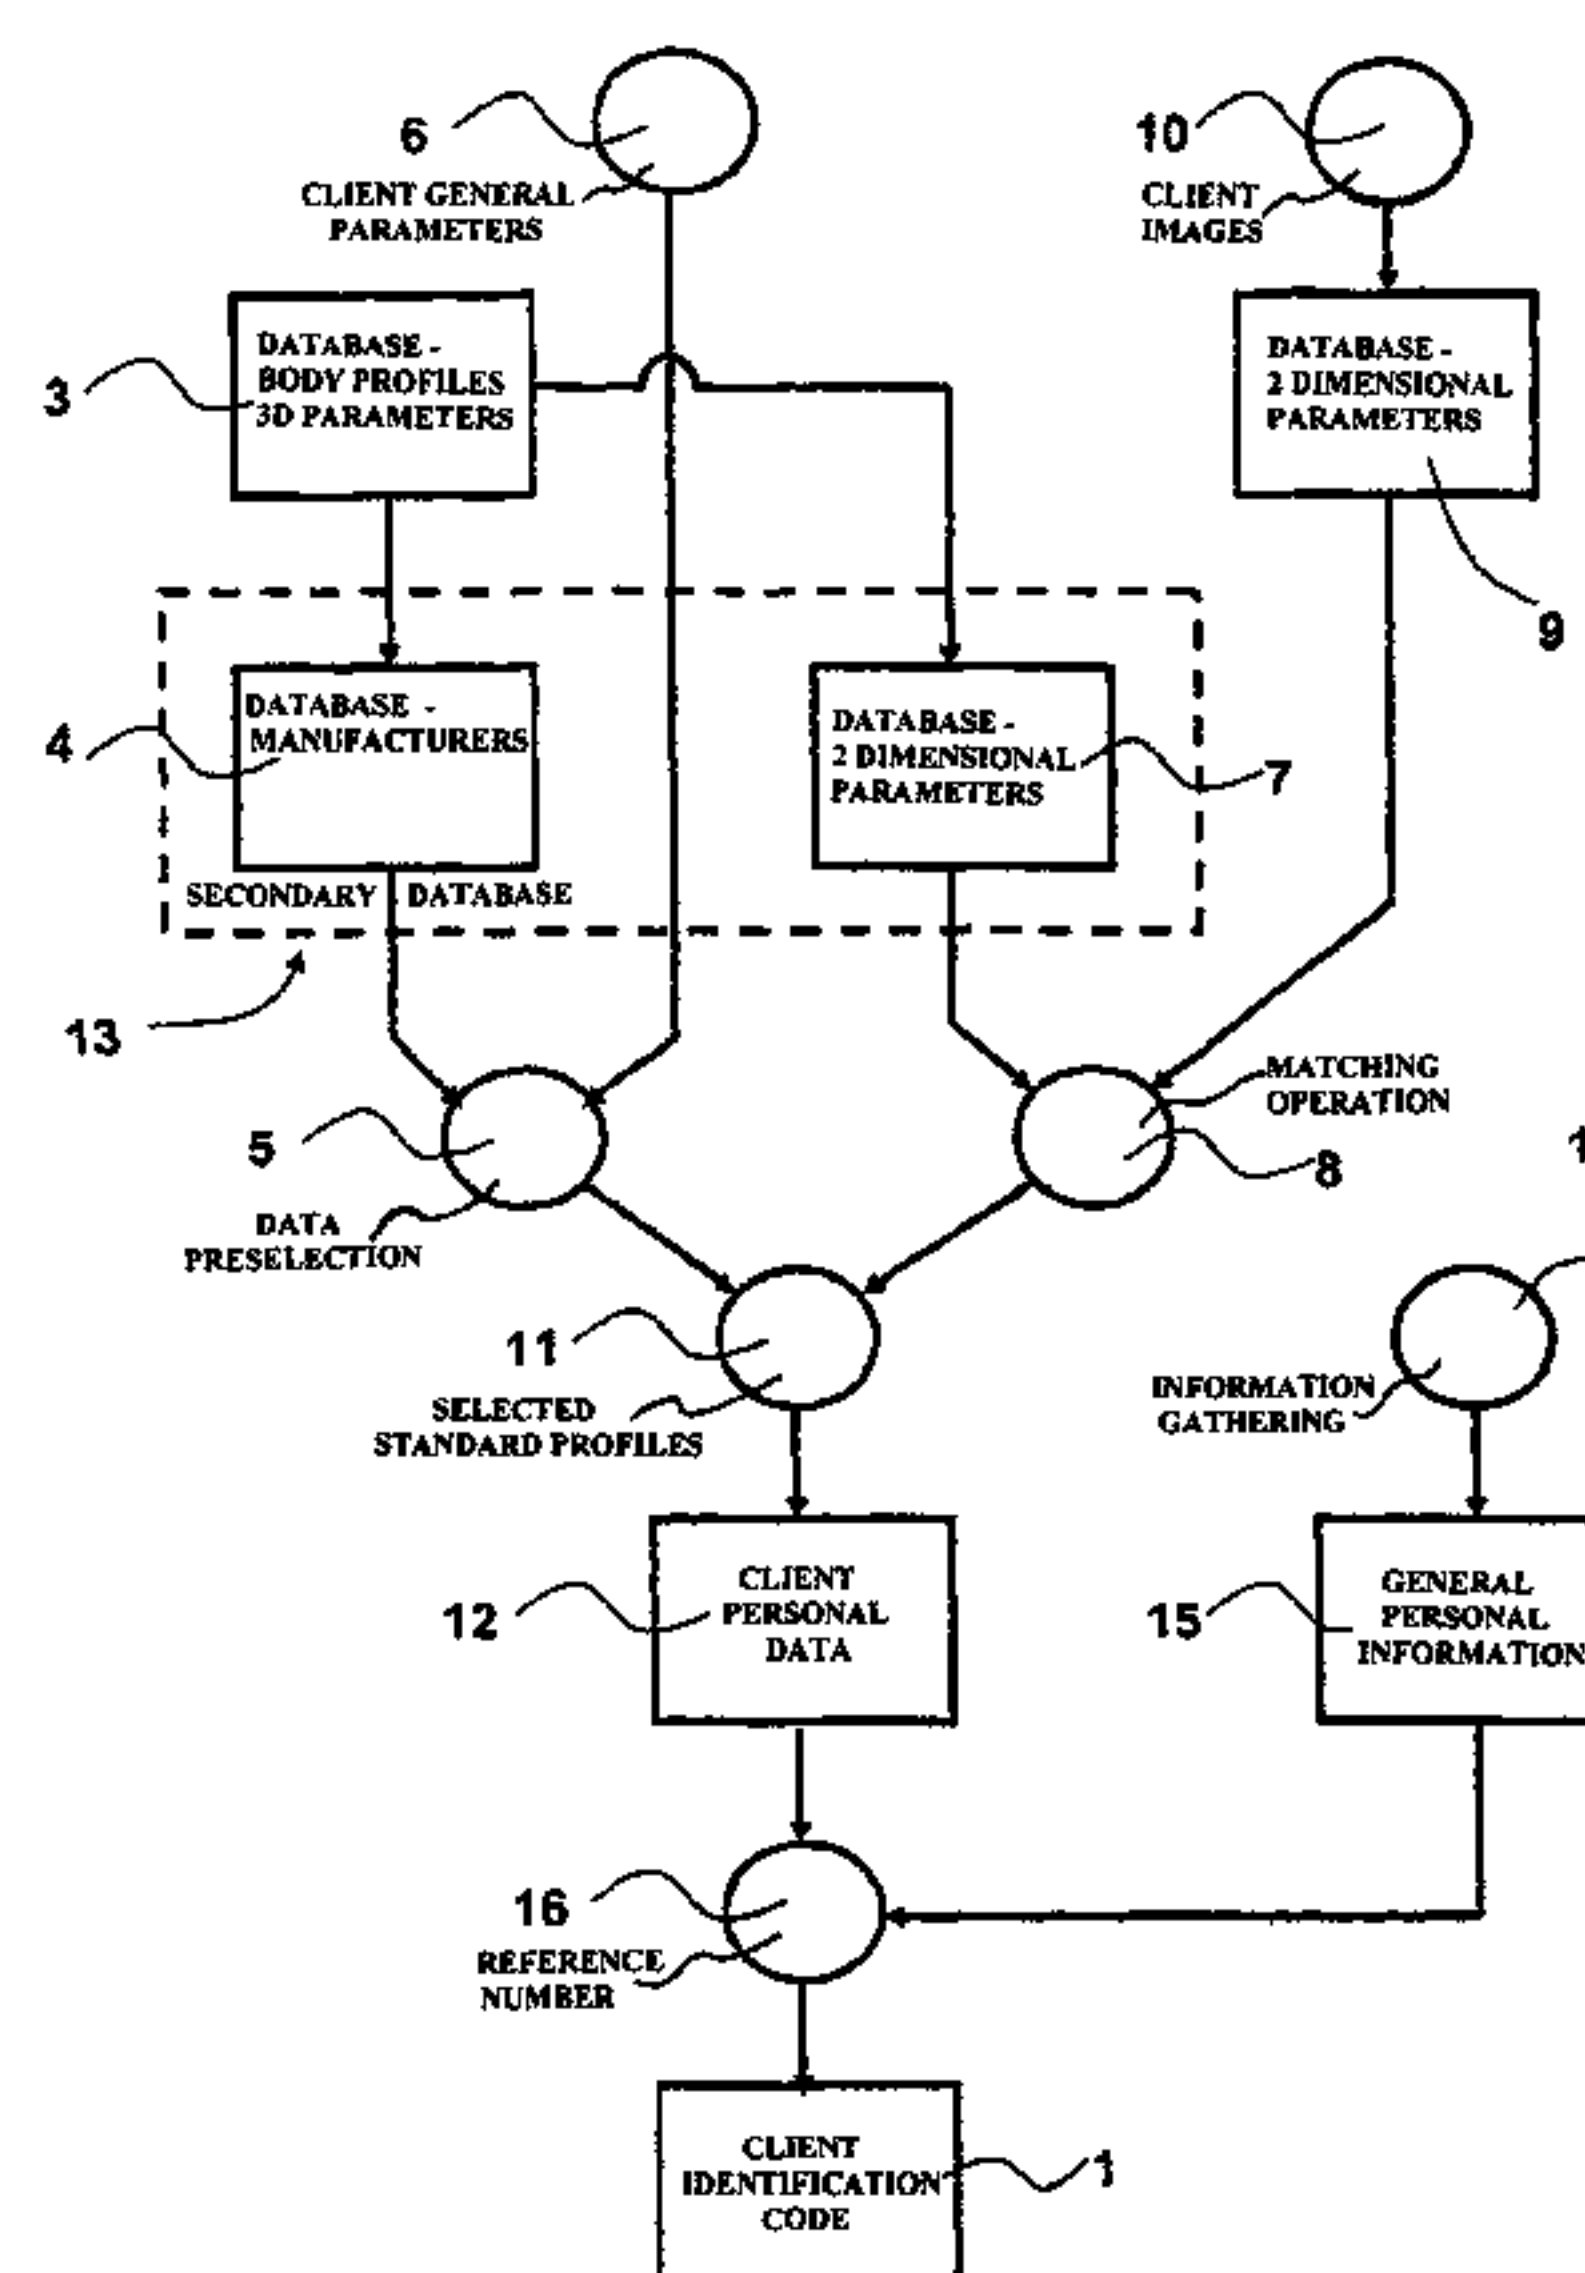 6
CLIENT GENERAL
PARAMETERS
10
CLIENT
IMAGES
3
DATABASE -
BODY PROFILES
3D PARAMETERS
DATABASE -
2 DIMENSIONAL
PARAMETERS
9
4
DATABASE -
MANUFACTURERS
DATABASE -
2 DIMENSIONAL
PARAMETERS
7
SECONDARY DATABASE
13
5
DATA
PRESELECTION
MATCHING
OPERATION
8
11
SELECTED
STANDARD PROFILES
INFORMATION
GATHERING
12
CLIENT
PERSONAL
DATA
15
GENERAL
PERSONAL
INFORMATION
16
REFERENCE
NUMBER
CLIENT
IDENTIFICATION
CODE
1